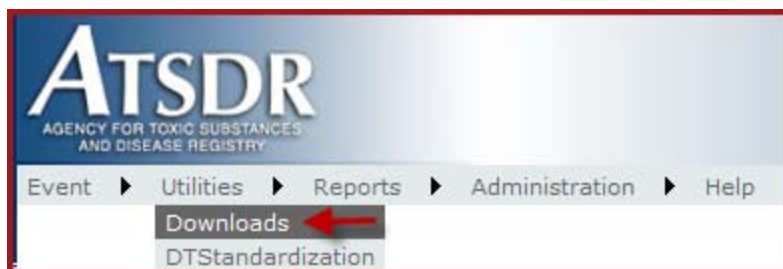 ATSDR
AGENCY FOR TOXIC SUBSTANCES
AND DISEASE REGISTRY
Event Utilities Reports Administration Help
Downloads
DTStandardization